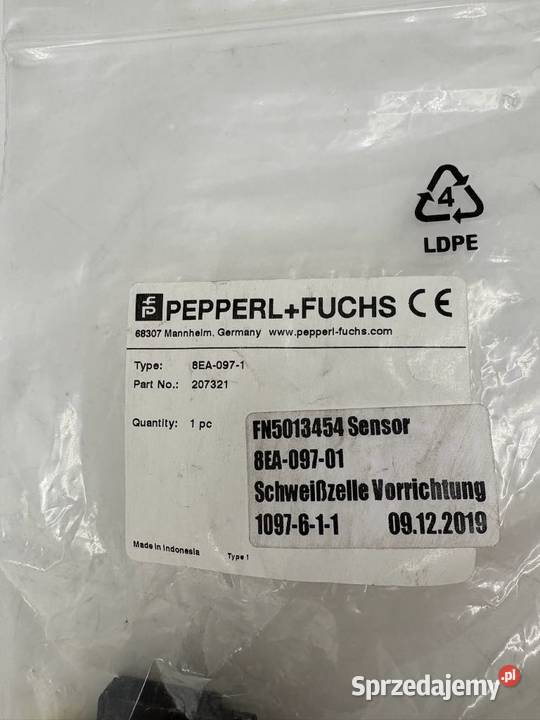 4
LDPE
PEPPERL+FUCHS CE
68307 Mannheim, Germany www.pepperl-fuchs.com
Type: 8EA-097-1
Part No.: 207321
Quantity: 1 pc
FN5013454 Sensor
8EA-097-01
Schweißzelle Vorrichtung
1097-6-1-1 09.12.2019
Made in Indonesia Type 1
Sprzedajemy.pl